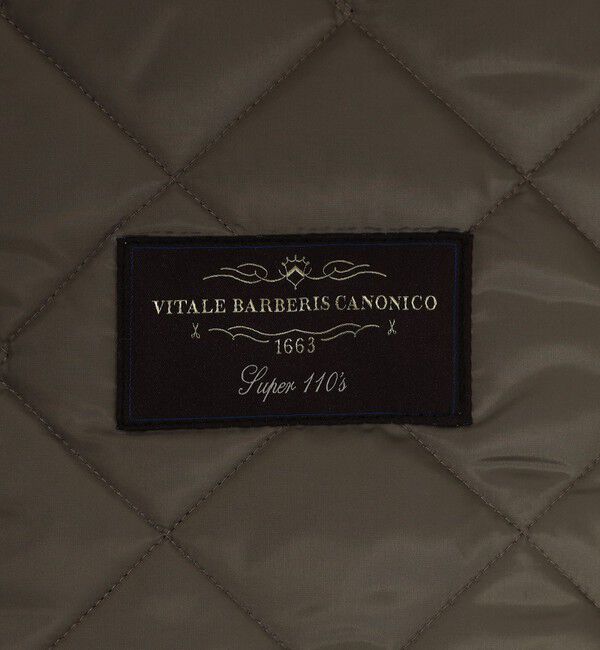 VITALE BARBERIS CANONICO
1663
Super 110's